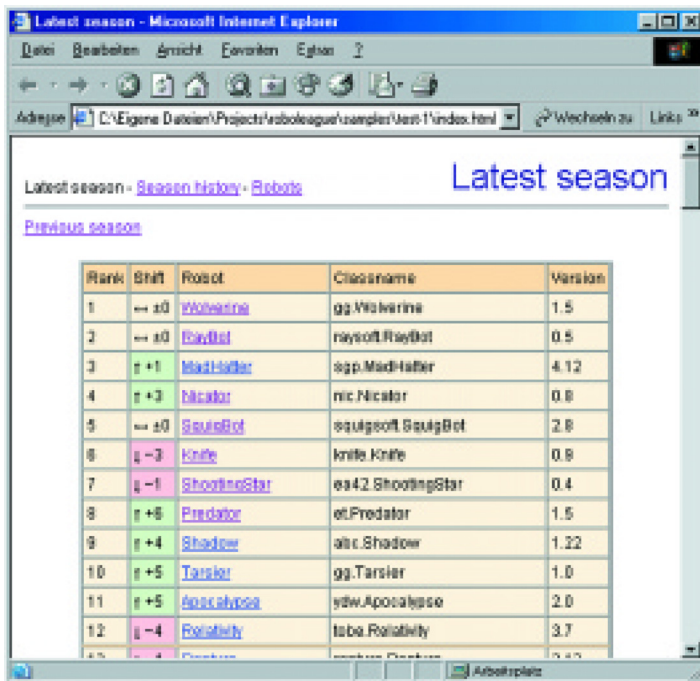 Latest season - Microsoft Internet Explorer
Datei Bearbeiten Ansicht Favoriten Extras ?
Adresse C:\Eigene Dateien\Projects\roboleague\samples\test-1\index.html Wechseln zu Links »
Latest season - Season history - Robots
Latest season
Previous season
Rank Shift Robot Classname Version
1 ↔ ±0 Wolverine gg.Wolverine 1.5
2 ↔ ±0 RayBot raysoft.RayBot 0.5
3 ↑ +1 MadHatter sgp.MadHatter 4.12
4 ↑ +3 Nicator nic.Nicator 0.8
5 ↔ ±0 SquigBot squigsoft.SquigBot 2.8
6 ↓ −3 Knife knife.Knife 0.9
7 ↓ −1 ShootingStar ea42.ShootingStar 0.4
8 ↑ +6 Predator et.Predator 1.5
9 ↑ +4 Shadow abc.Shadow 1.22
10 ↑ +5 Tarsier gg.Tarsier 1.0
11 ↑ +5 Apocalypse ydw.Apocalypse 2.0
12 ↓ −4 Relativity tobe.Relativity 3.7
Arbeitsplatz